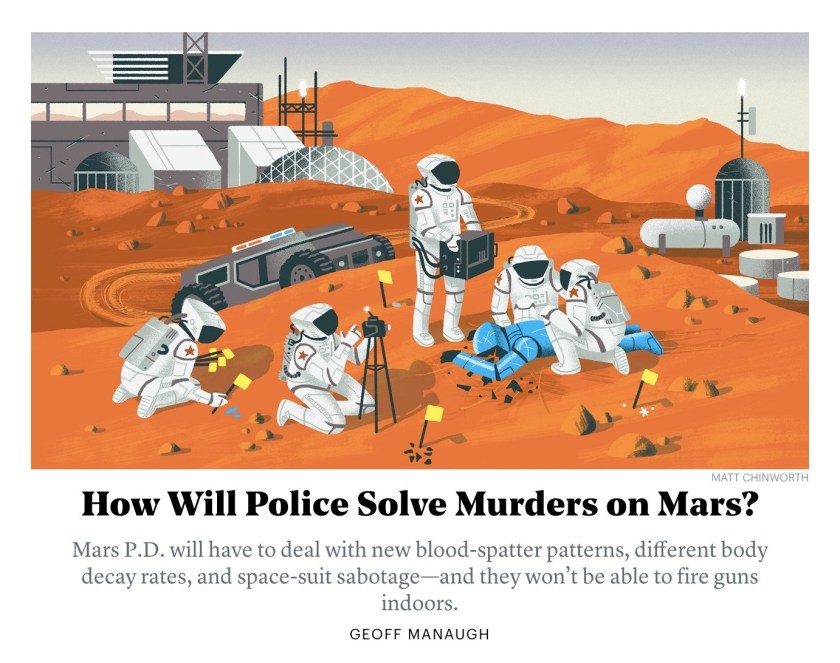 MATT CHINWORTH
How Will Police Solve Murders on Mars?
Mars P.D. will have to deal with new blood-spatter patterns, different body
decay rates, and space-suit sabotage—and they won’t be able to fire guns
indoors.
GEOFF MANAUGH